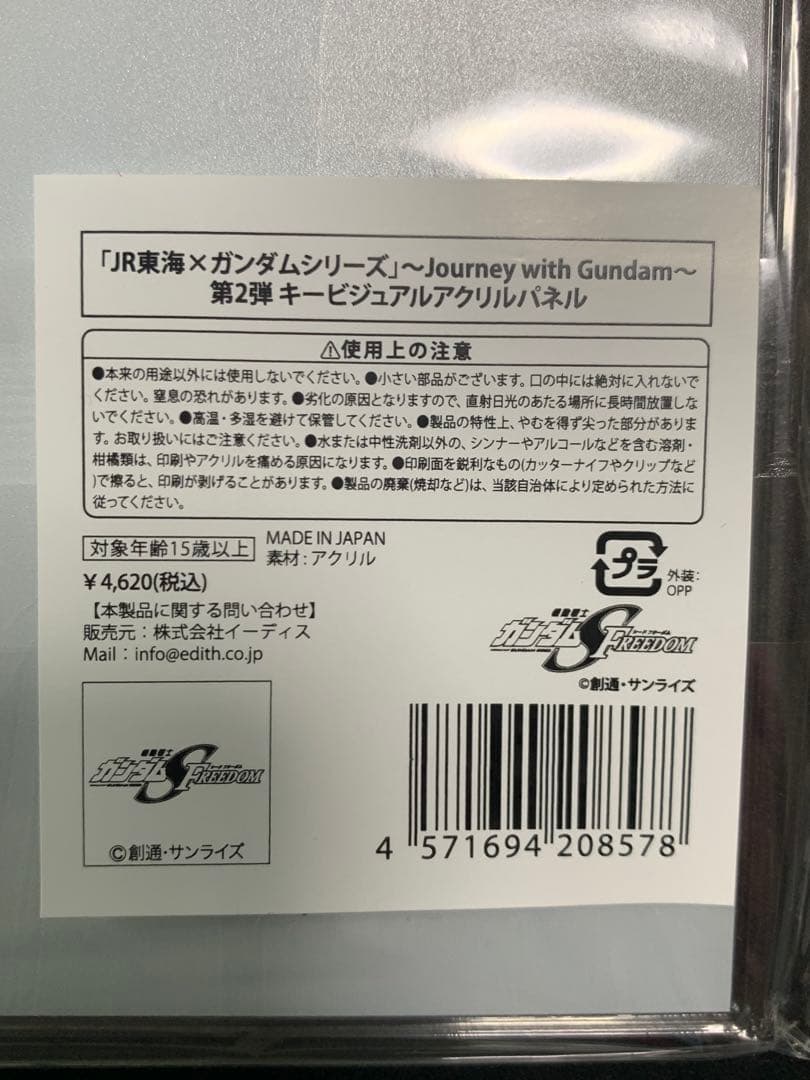 「JR東海×ガンダムシリーズ」～Journey with Gundam～
第2弾 キービジュアルアクリルパネル
⚠使用上の注意
●本来の用途以外には使用しないでください。●小さい部品がございます。口の中には絶対に入れないで
ください。窒息の恐れがあります。●劣化の原因となりますので、直射日光のあたる場所に長時間放置しな
いでください。●高温・多湿を避けて保管してください。●製品の特性上、やむを得ず尖った部分がありま
す。お取り扱いにはご注意ください。●水または中性洗剤以外の、シンナーやアルコールなどを含む溶剤・
柑橘類は、印刷やアクリルを痛める原因になります。●印刷面を鋭利なもの(カッターナイフやクリップなど
)で擦ると、印刷が剥げることがあります。●製品の廃棄(焼却など)は、当該自治体により定められた方法に
従ってください。
対象年齢15歳以上
MADE IN JAPAN
素材：アクリル
￥4,620(税込)
【本製品に関する問い合わせ】
販売元：株式会社イーディス
Mail：info@edith.co.jp
プラ
外装：
OPP
機動戦士
ガンダムSEED FREEDOM
©創通・サンライズ
機動戦士
ガンダムSEED FREEDOM
©創通・サンライズ
4 571694 208578